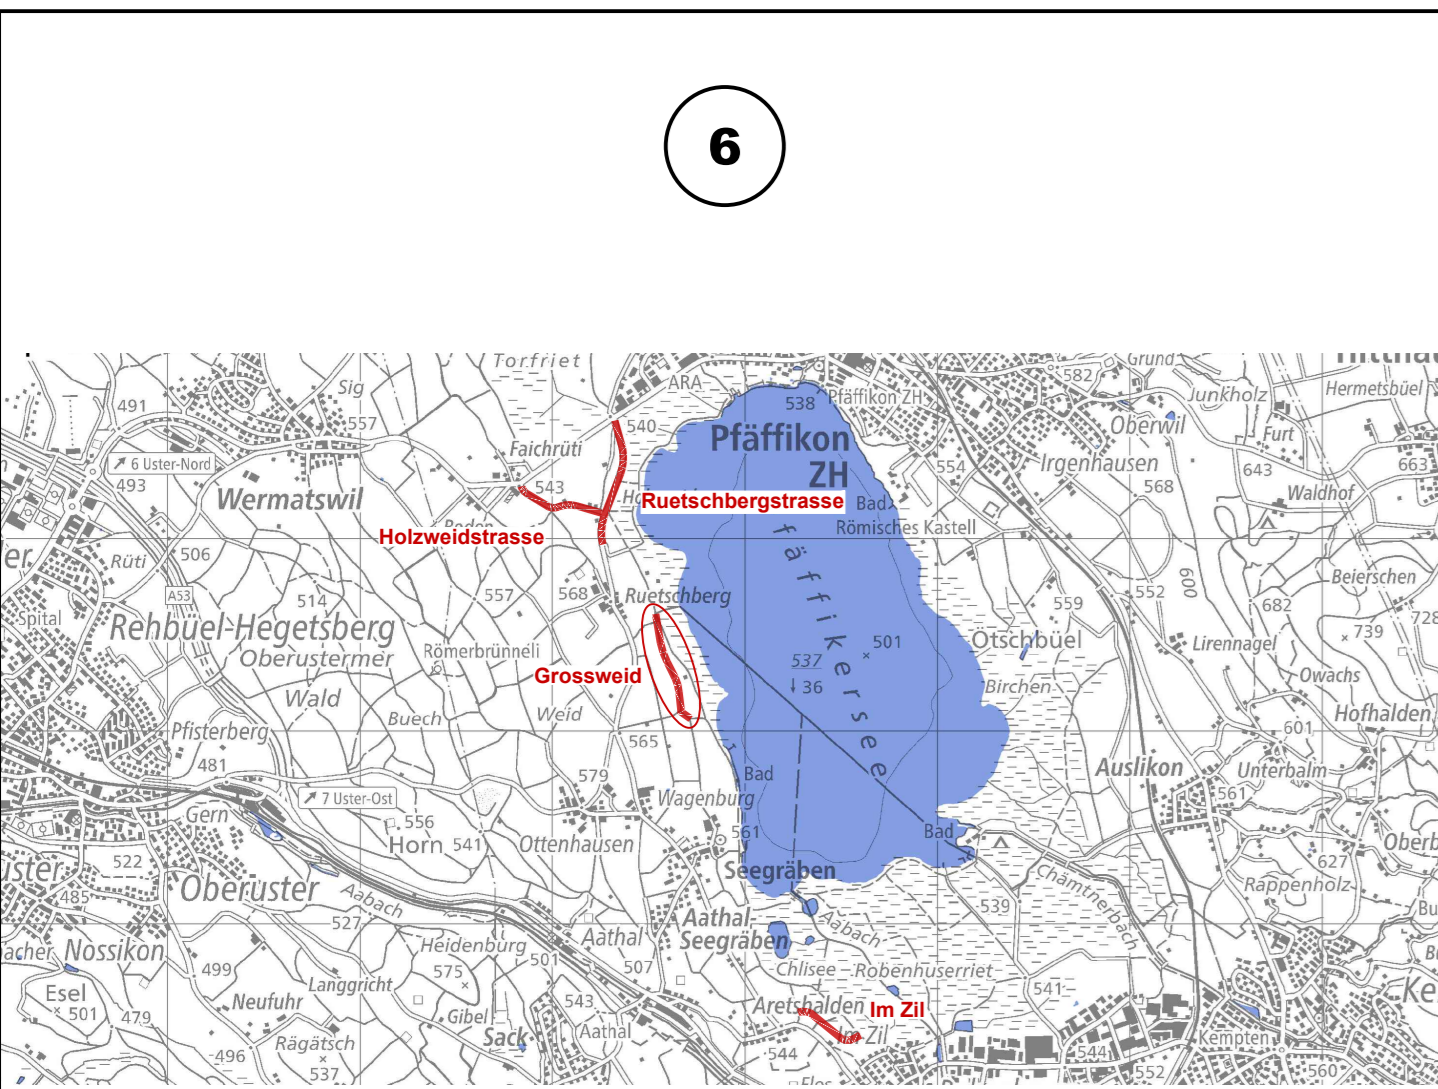 6
Torfriet
ARA
Grund
582
Sig
491
557
Junkholz
Hermetsbüel
538
Pfäffikon ZH
540
Pfäffikon
ZH
Oberwil
Furt
Faichrüti
554
Irgenhausen
643
663
6 Uster-Nord
493
543
568
Waldhof
Wermatswil
Ruetschbergstrasse
Bad
Römisches Kastell
Holzweidstrasse
506
Rüti
Pfäffikersee
600
Beierschen
A53
514
557
568
Ruetschberg
552
559
682
728
Spital
Rehbüel-Hegetsberg
Römerbrünneli
501
Otschbüel
Lirennagel
739
Oberustermer
Wald
537
36
Grossweid
Birchen
Owachs
Buech
Weid
Hofhalden
Pfisterberg
565
601
481
579
Bad
Auslikon
Unterbalm
7 Uster-Ost
Wagenburg
561
Gern
556
Horn
541
Ottenhausen
561
Bad
522
627
Seegräben
Oberuster
485
Aabach
Chämtnerbach
Rappenholz
527
Aathal-
Seegräben
539
Aabach
Nossikon
Heidenburg
501
Aathal
499
575
507
Chlisee
Robenhuserriet
Langgricht
541
Esel
501
479
Neufuhr
Gibel
543
Aretshalden
Im Zil
Sack
Aathal
Im Zil
Rägätsch
496
537
544
544
552
Kempten
560